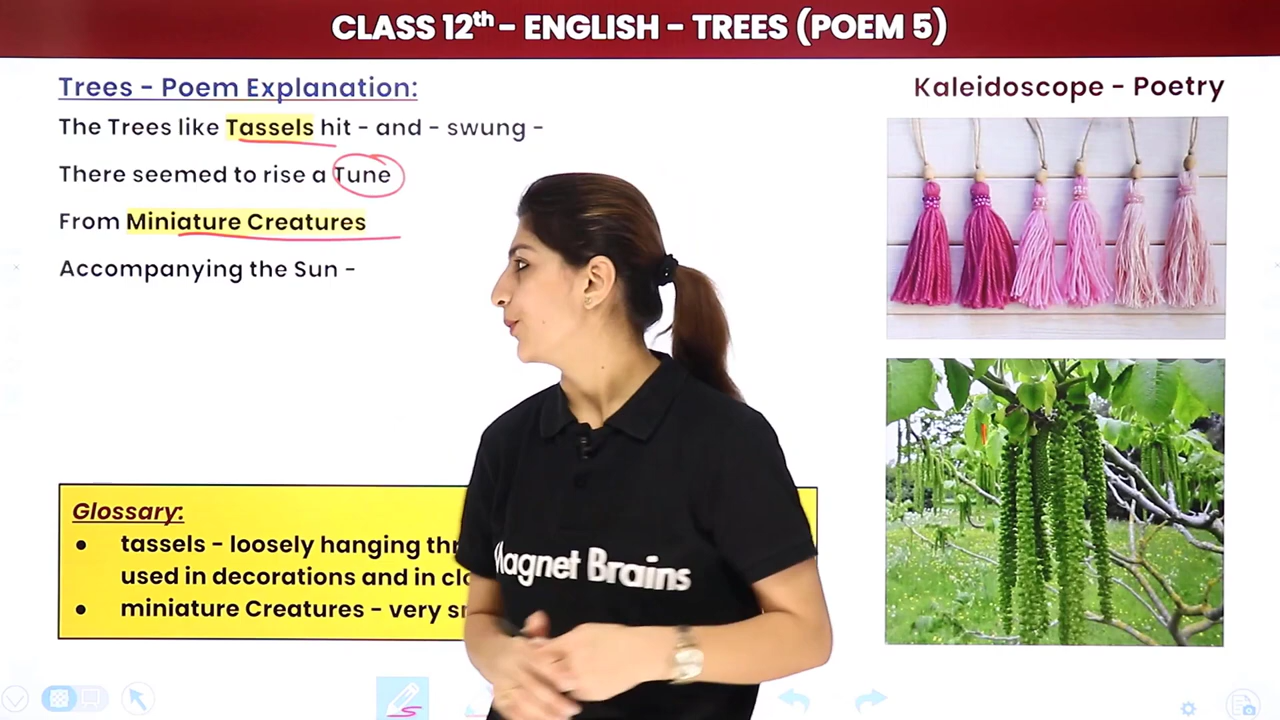 CLASS 12th - ENGLISH - TREES (POEM 5)
Trees - Poem Explanation:
Kaleidoscope - Poetry
The Trees like Tassels hit - and - swung -
There seemed to rise a Tune
From Miniature Creatures
Accompanying the Sun -
Glossary:
• tassels - loosely hanging
used in decorations and in
• miniature Creatures - very
Magnet Brains